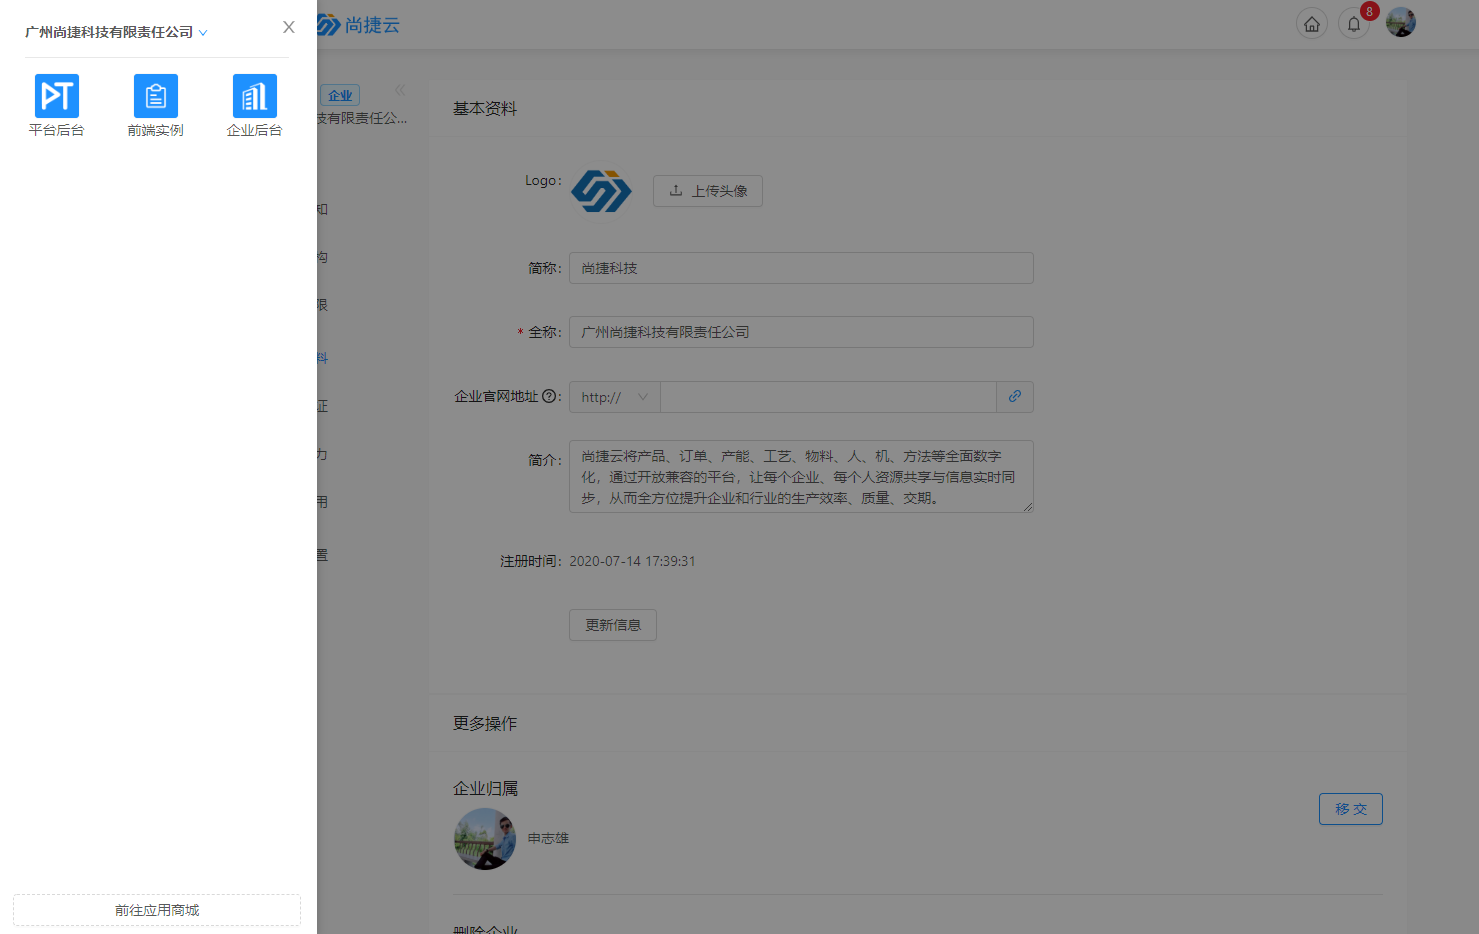 广州尚捷科技有限责任公司
平台后台
前端实例
企业后台
前往应用商城
尚捷云
8
企业
技有限责任公...
知
构
限
料
证
力
用
置
基本资料
Logo:
上传头像
简称:
尚捷科技
* 全称:
广州尚捷科技有限责任公司
企业官网地址 :
http://
简介:
尚捷云将产品、订单、产能、工艺、物料、人、机、方法等全面数字
化，通过开放兼容的平台，让每个企业、每个人资源共享与信息实时同
步，从而全方位提升企业和行业的生产效率、质量、交期。
注册时间:
2020-07-14 17:39:31
更新信息
更多操作
企业归属
申志雄
移 交
删除企业